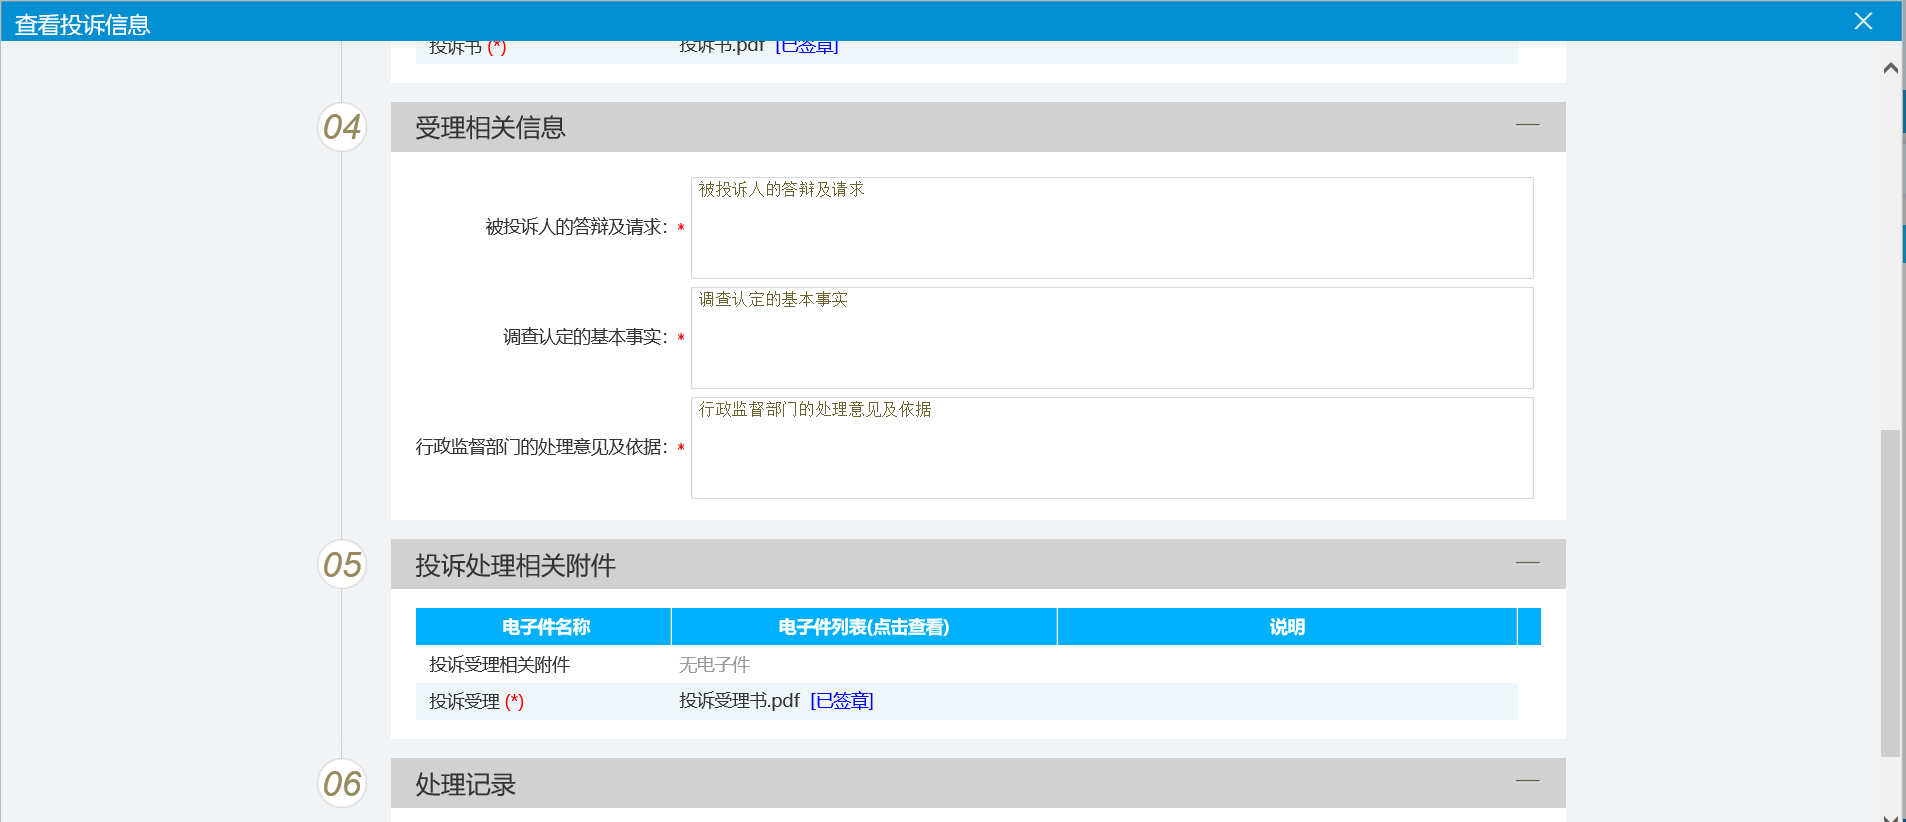 查看投诉信息
投诉书 (*) 投诉书.pdf [已签章]
04 受理相关信息
被投诉人的答辩及请求: * 被投诉人的答辩及请求
调查认定的基本事实: * 调查认定的基本事实
行政监督部门的处理意见及依据: * 行政监督部门的处理意见及依据
05 投诉处理相关附件
电子件名称 电子件列表(点击查看) 说明
投诉受理相关附件 无电子件
投诉受理 (*) 投诉受理书.pdf [已签章]
06 处理记录